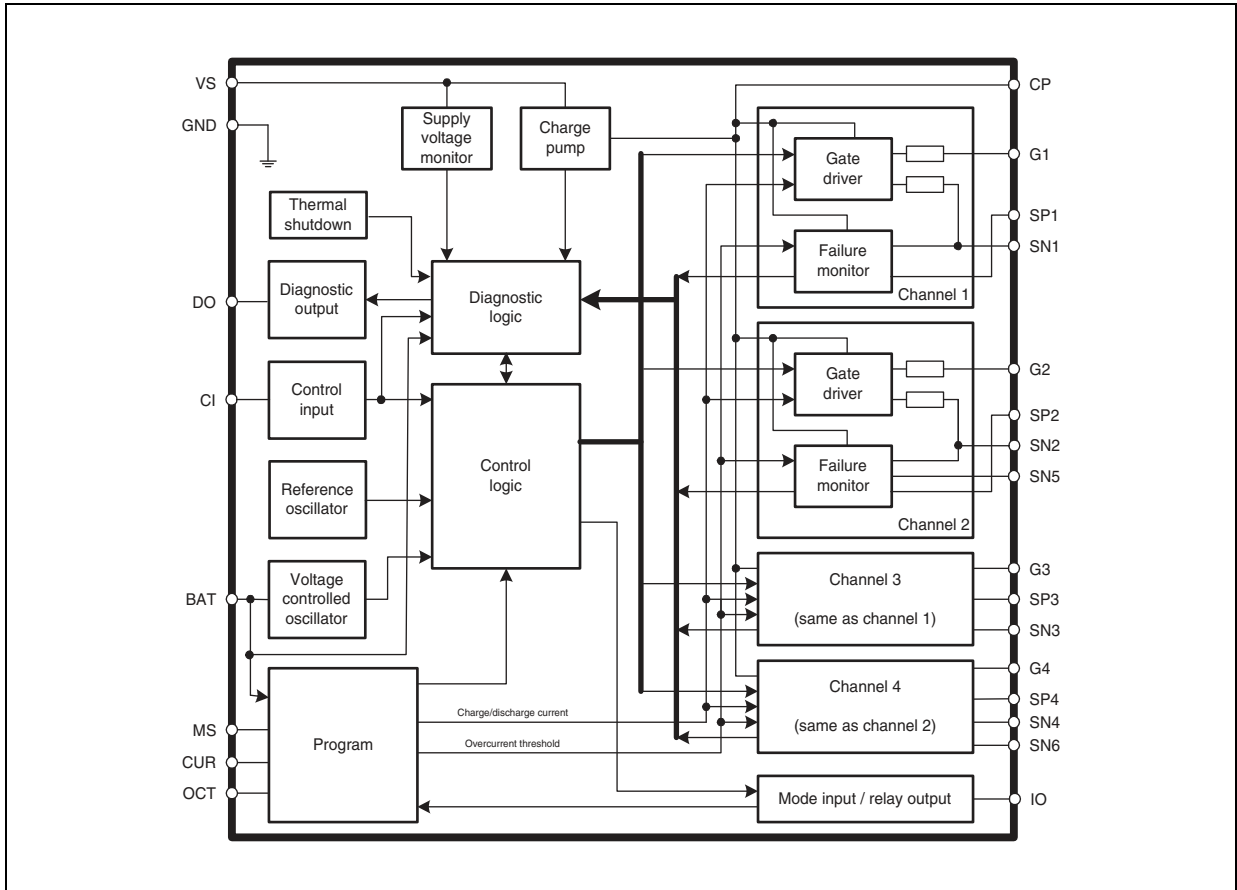 VS
GND
DO
CI
BAT
MS
CUR
OCT
Supply
voltage
monitor
Charge
pump
Thermal
shutdown
Diagnostic
output
Diagnostic
logic
Control
input
Control
logic
Reference
oscillator
Voltage
controlled
oscillator
Program
Charge/discharge current
Overcurrent threshold
Gate
driver
Failure
monitor
Channel 1
Gate
driver
Failure
monitor
Channel 2
Channel 3
(same as channel 1)
Channel 4
(same as channel 2)
Mode input / relay output
CP
G1
SP1
SN1
G2
SP2
SN2
SN5
G3
SP3
SN3
G4
SP4
SN4
SN6
IO